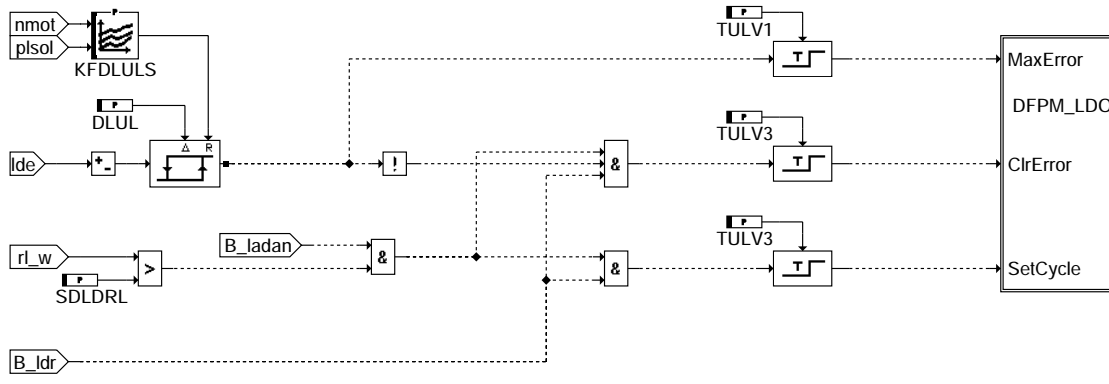 P
nmot
plsol
KFDLULS
P
TULV1
T
MaxError
DFPM_LDO
P
DLUL
Δ R
P
TULV3
lde
+ -
!
&
T
ClrError
B_ladan
P
TULV3
rl_w
>
&
&
T
SetCycle
P
SDLDRL
B_ldr